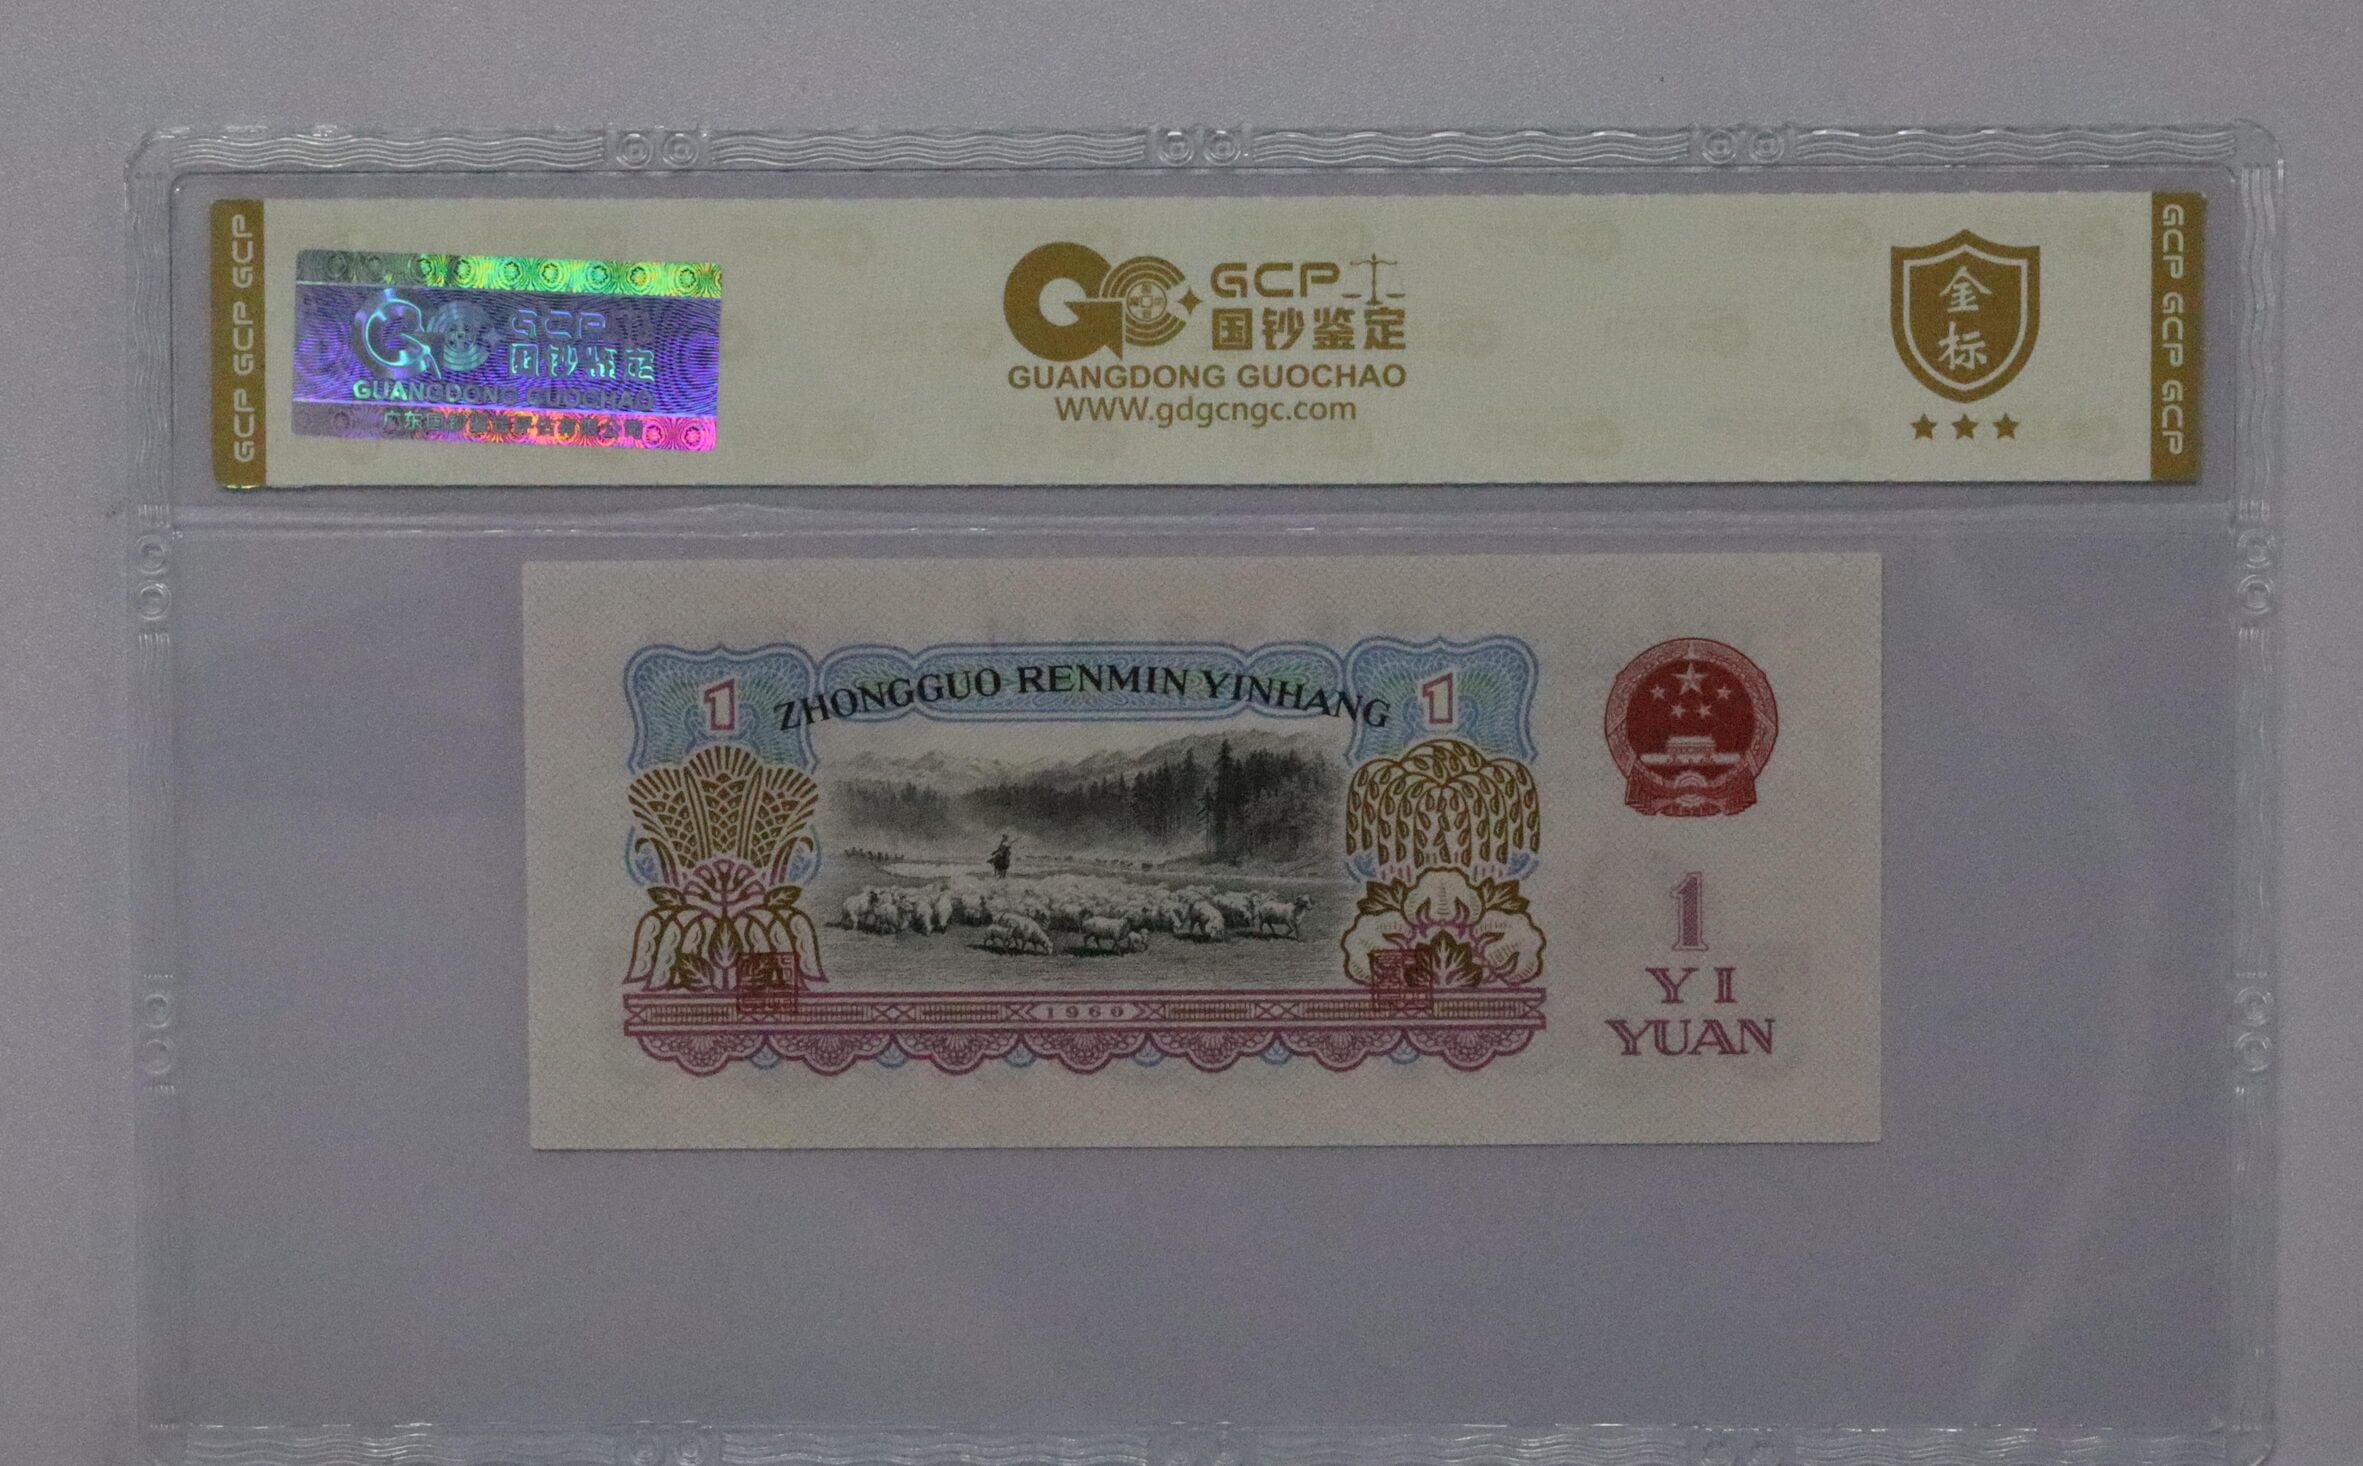 GCP GCP GCP
GCP
国钞鉴定
GUANGDONG GUOCHAO
GCP
国钞鉴定
GUANGDONG GUOCHAO
WWW.gdgcngc.com
金
标
GCP GCP GCP
ZHONGGUO RENMIN YINHANG
1
1
1960
1
YI
YUAN